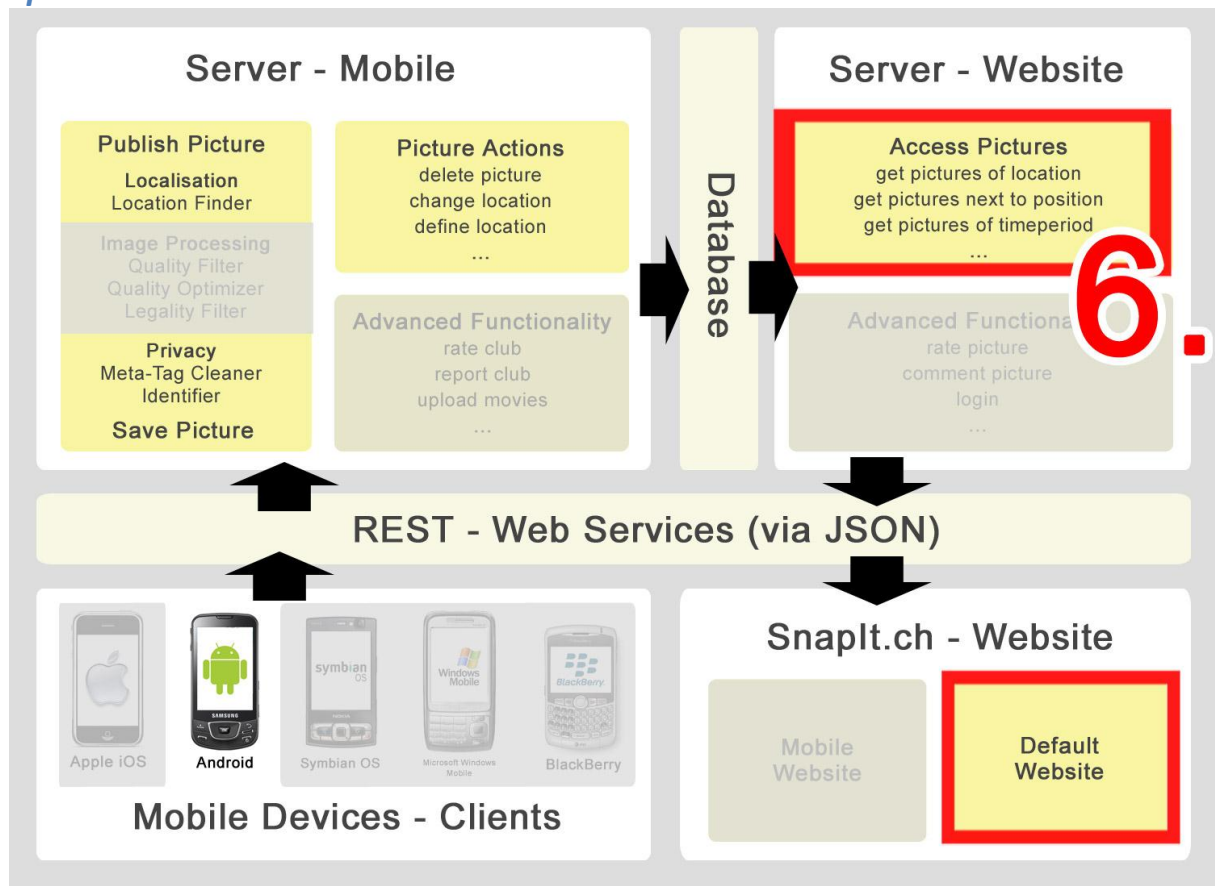 Server - Mobile
Publish Picture
Localisation
Location Finder
Image Processing
Quality Filter
Quality Optimizer
Legality Filter
Privacy
Meta-Tag Cleaner
Identifier
Save Picture
Picture Actions
delete picture
change location
define location
...
Advanced Functionality
rate club
report club
upload movies
...
Database
Server - Website
Access Pictures
get pictures of location
get pictures next to position
get pictures of timeperiod
...
6.
Advanced Functiona
rate picture
comment picture
login
...
REST - Web Services (via JSON)
Apple iOS
SAMSUNG
Android
symbian
OS
NOKIA
Symbian OS
Windows
Mobile
Microsoft Windows
Mobile
BlackBerry
BlackBerry
Mobile Devices - Clients
SnapIt.ch - Website
Mobile
Website
Default
Website